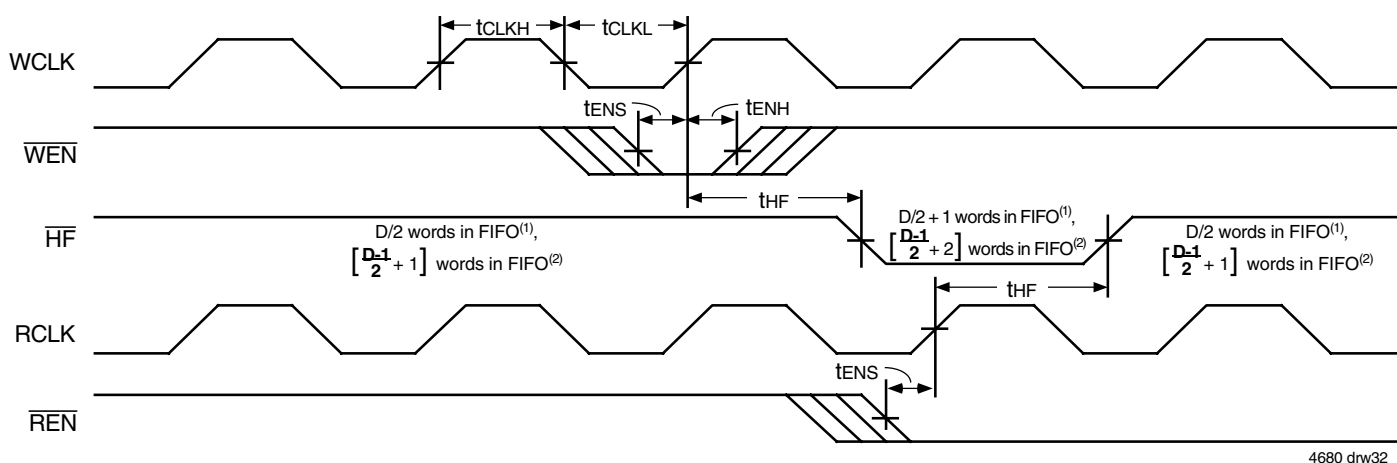 tCLKH tCLKL
WCLK
tENS tENH
WEN
tHF
HF
D/2 words in FIFO(1),
[D-1/2 + 1] words in FIFO(2)
D/2 + 1 words in FIFO(1),
[D-1/2 + 2] words in FIFO(2)
D/2 words in FIFO(1),
[D-1/2 + 1] words in FIFO(2)
tHF
RCLK
tENS
REN
4680 drw32